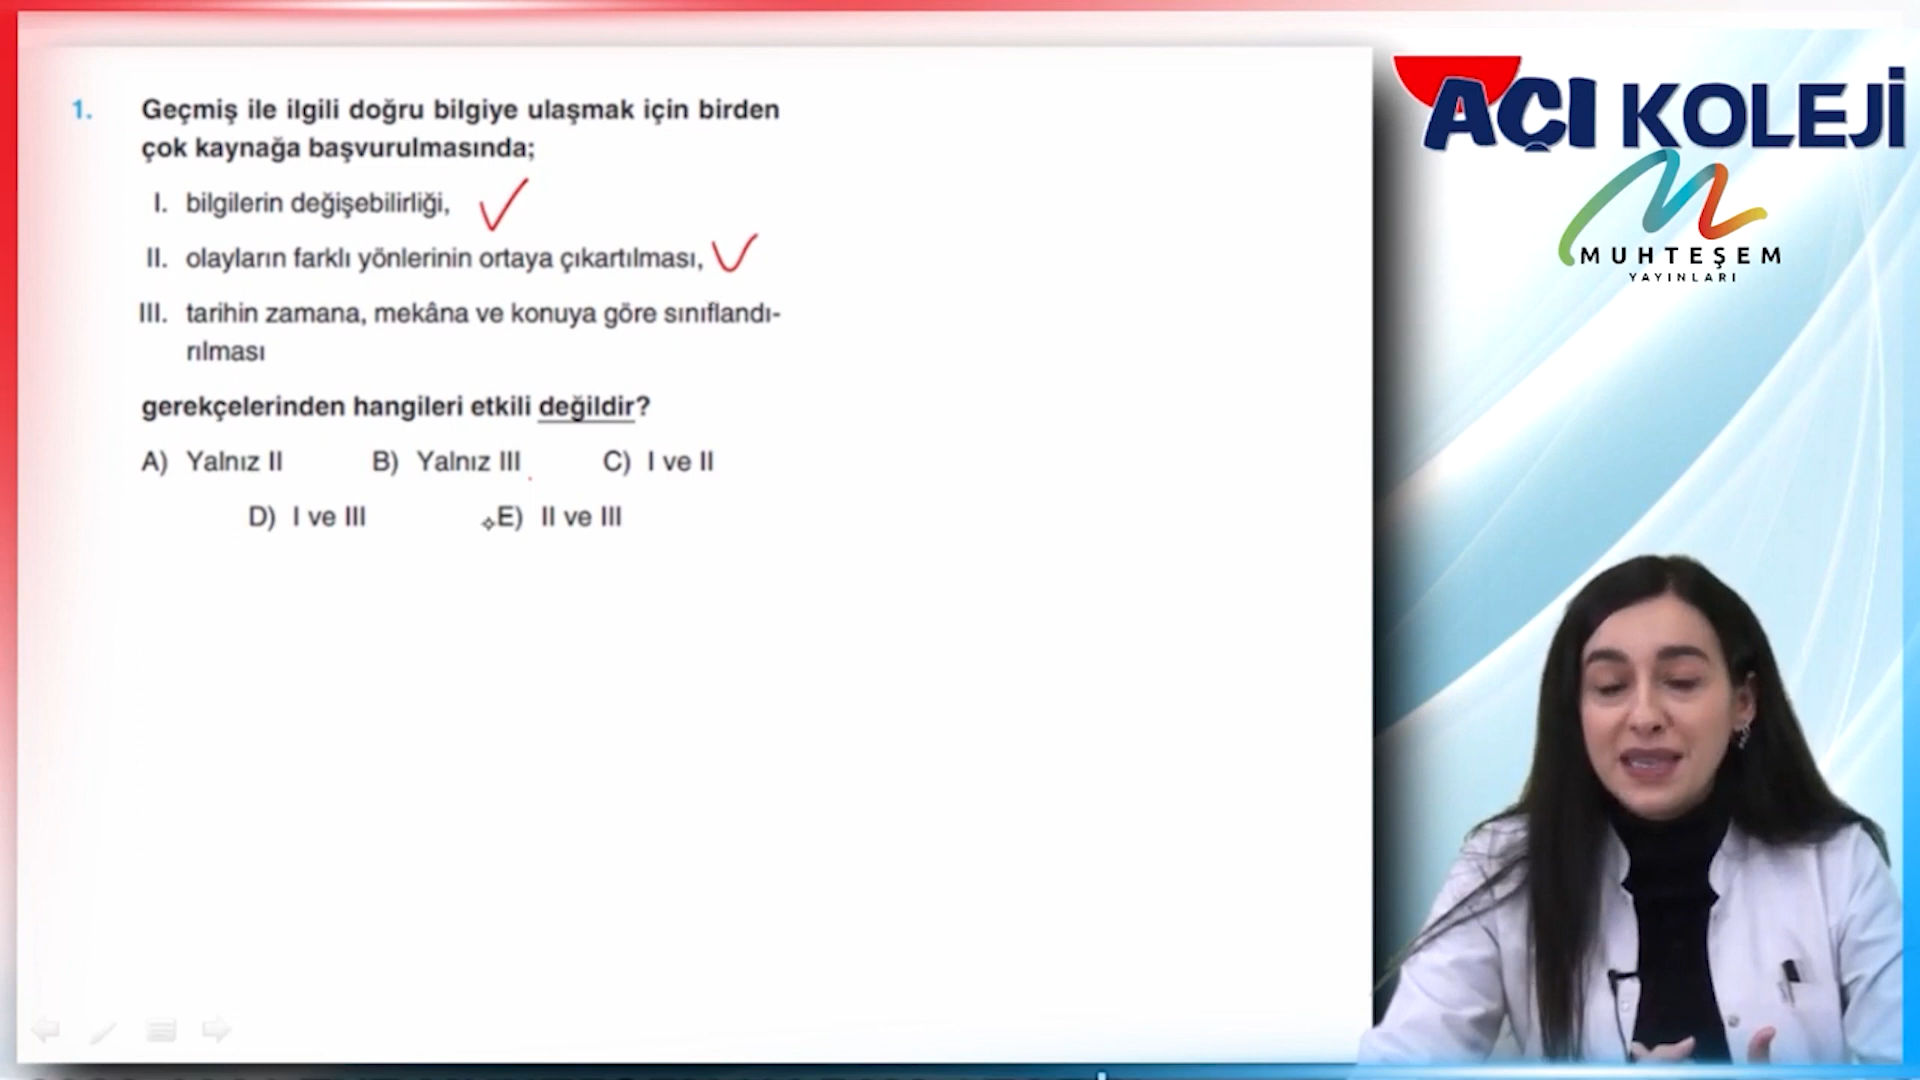 1. Geçmiş ile ilgili doğru bilgiye ulaşmak için birden
çok kaynağa başvurulmasında;
I. bilgilerin değişebilirliği,
II. olayların farklı yönlerinin ortaya çıkartılması,
III. tarihin zamana, mekâna ve konuya göre sınıflandı-
rılması
gerekçelerinden hangileri etkili değildir?
A) Yalnız II B) Yalnız III C) I ve II
D) I ve III E) II ve III
AÇI KOLEJİ
MUHTEŞEM
YAYINLARI